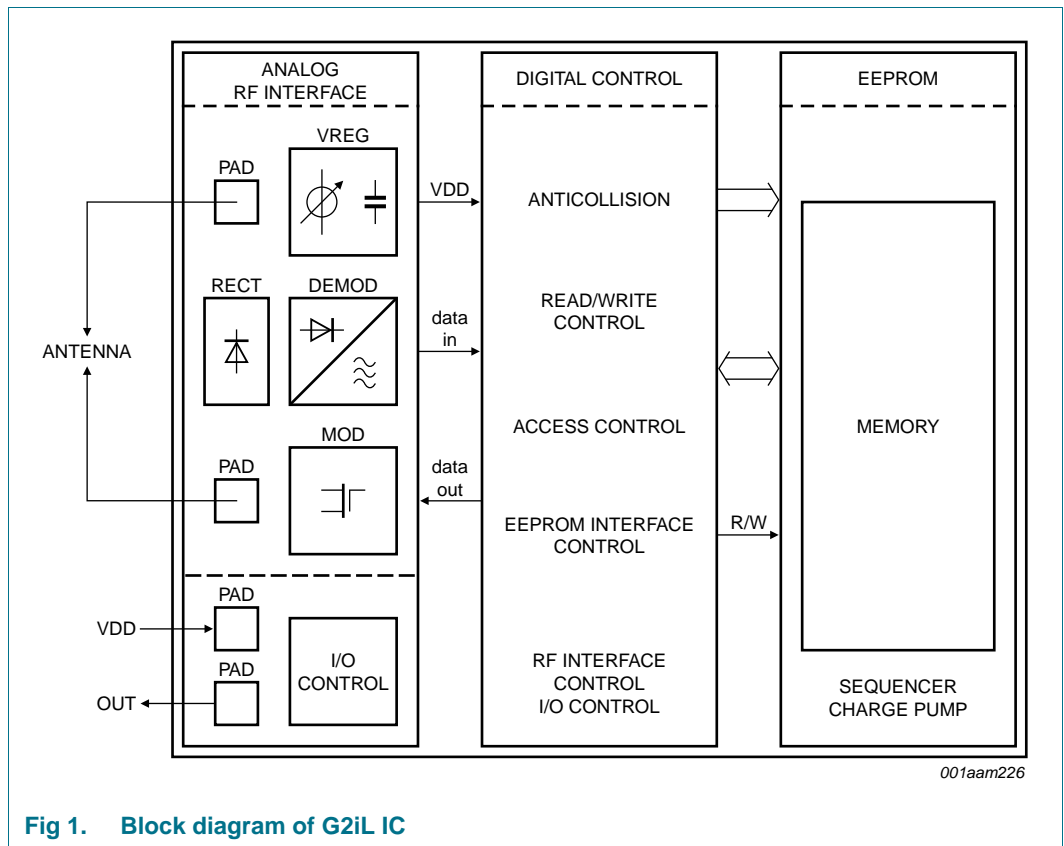 ANALOG
RF INTERFACE
VREG
PAD
RECT
DEMOD
ANTENNA
MOD
PAD
PAD
VDD
PAD
OUT
I/O
CONTROL
VDD
data
in
data
out
DIGITAL CONTROL
ANTICOLLISION
READ/WRITE
CONTROL
ACCESS CONTROL
EEPROM INTERFACE
CONTROL
RF INTERFACE
CONTROL
I/O CONTROL
R/W
EEPROM
MEMORY
SEQUENCER
CHARGE PUMP
001aam226
Fig 1. Block diagram of G2iL IC